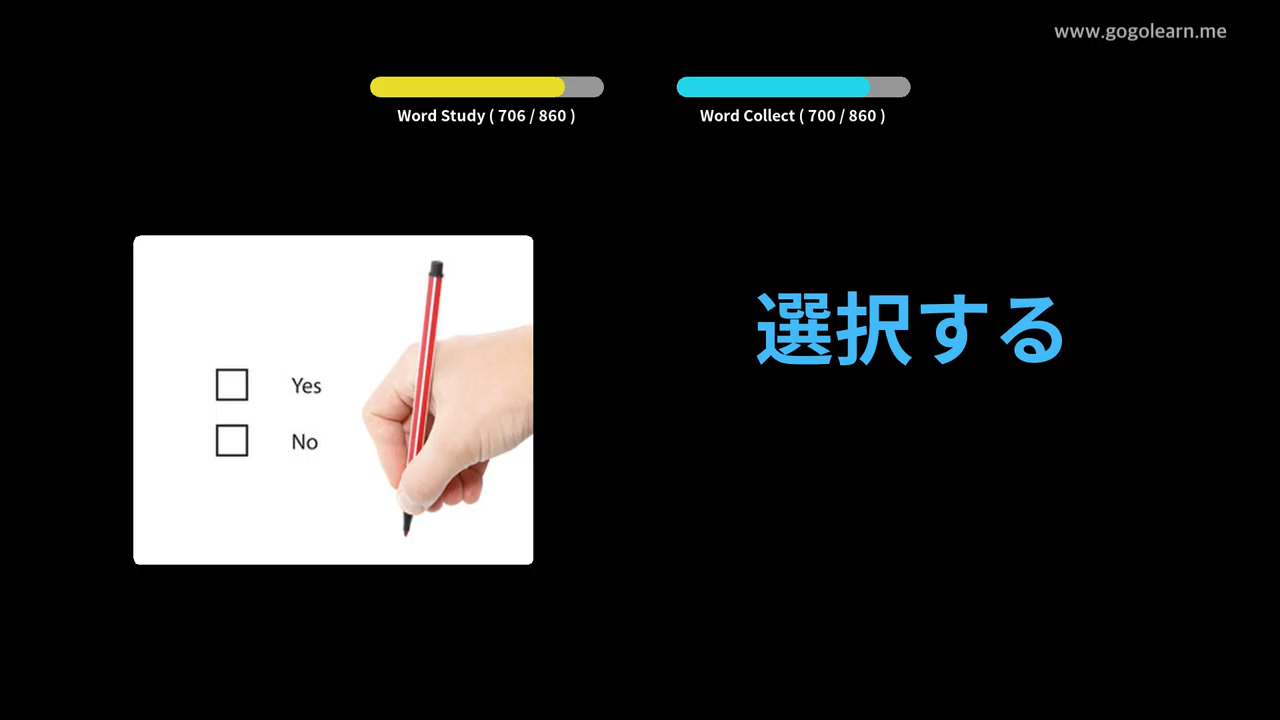 www.gogolearn.me
Word Study ( 706 / 860 )
Word Collect ( 700 / 860 )
選択する
Yes
No